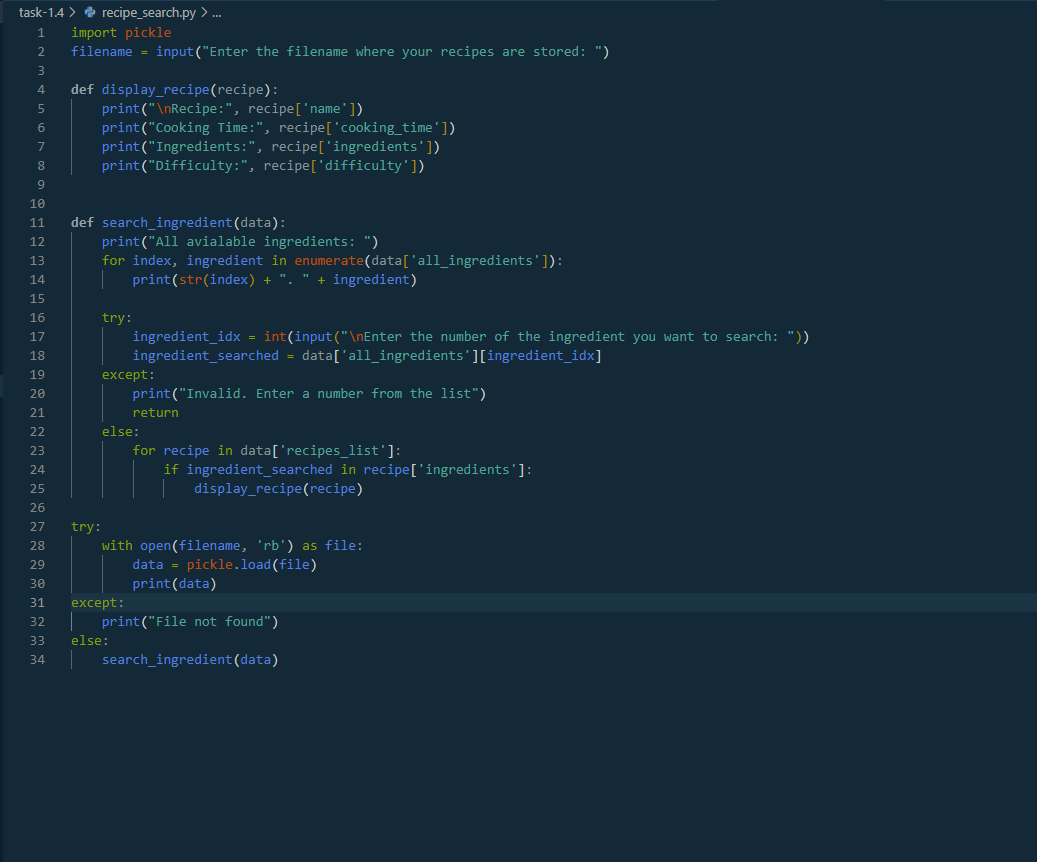 task-1.4 > recipe_search.py > ...
1 import pickle
2 filename = input("Enter the filename where your recipes are stored: ")
3
4 def display_recipe(recipe):
5     print("\nRecipe:", recipe['name'])
6     print("Cooking Time:", recipe['cooking_time'])
7     print("Ingredients:", recipe['ingredients'])
8     print("Difficulty:", recipe['difficulty'])
9
10
11 def search_ingredient(data):
12     print("All avialable ingredients: ")
13     for index, ingredient in enumerate(data['all_ingredients']):
14         print(str(index) + ". " + ingredient)
15
16     try:
17         ingredient_idx = int(input("\nEnter the number of the ingredient you want to search: "))
18         ingredient_searched = data['all_ingredients'][ingredient_idx]
19     except:
20         print("Invalid. Enter a number from the list")
21         return
22     else:
23         for recipe in data['recipes_list']:
24             if ingredient_searched in recipe['ingredients']:
25                 display_recipe(recipe)
26
27 try:
28     with open(filename, 'rb') as file:
29         data = pickle.load(file)
30         print(data)
31 except:
32     print("File not found")
33 else:
34     search_ingredient(data)